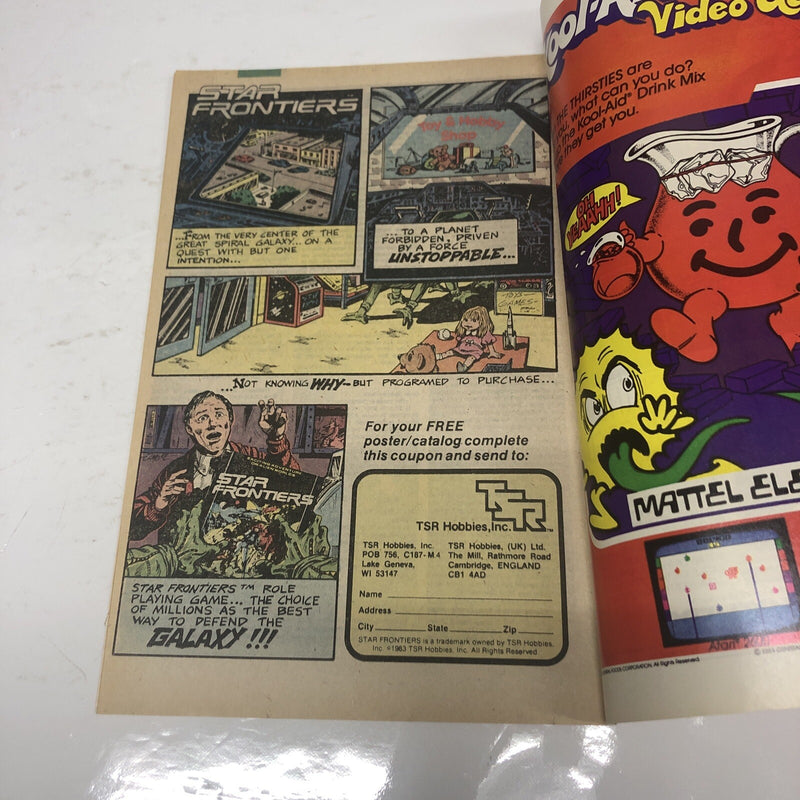 STAR
FRONTIERS
...FROM THE VERY CENTER OF THE
GREAT SPIRAL GALAXY... ON A
QUEST WITH BUT ONE
INTENTION...
Toy & Hobby
Shop
... TO A PLANET
FORBIDDEN, DRIVEN
BY A FORCE
UNSTOPPABLE...
TOYS
GAMES
...NOT KNOWING WHY-BUT PROGRAMED TO PURCHASE...
STAR
FRONTIERS
STAR FRONTIERS™ ROLE
PLAYING GAME... THE CHOICE
OF MILLIONS AS THE BEST
WAY TO DEFEND THE
GALAXY!!!
For your FREE
poster/catalog complete
this coupon and send to:
TSR
TSR Hobbies, Inc.™
TSR Hobbies, Inc.
POB 756, C187-M4
Lake Geneva,
WI 53147
TSR Hobbies, (UK) Ltd.
The Mill, Rathmore Road
Cambridge, ENGLAND
CB1 4AD
Name
Address
City State Zip
STAR FRONTIERS is a trademark owned by TSR Hobbies,
Inc. ©1983 TSR Hobbies, Inc. All Rights Reserved.
Video
THE THIRSTIES are
what can you do?
the Kool-Aid® Drink Mix
they get you.
OH
YEAAHH!
MATTEL ELE
Atari